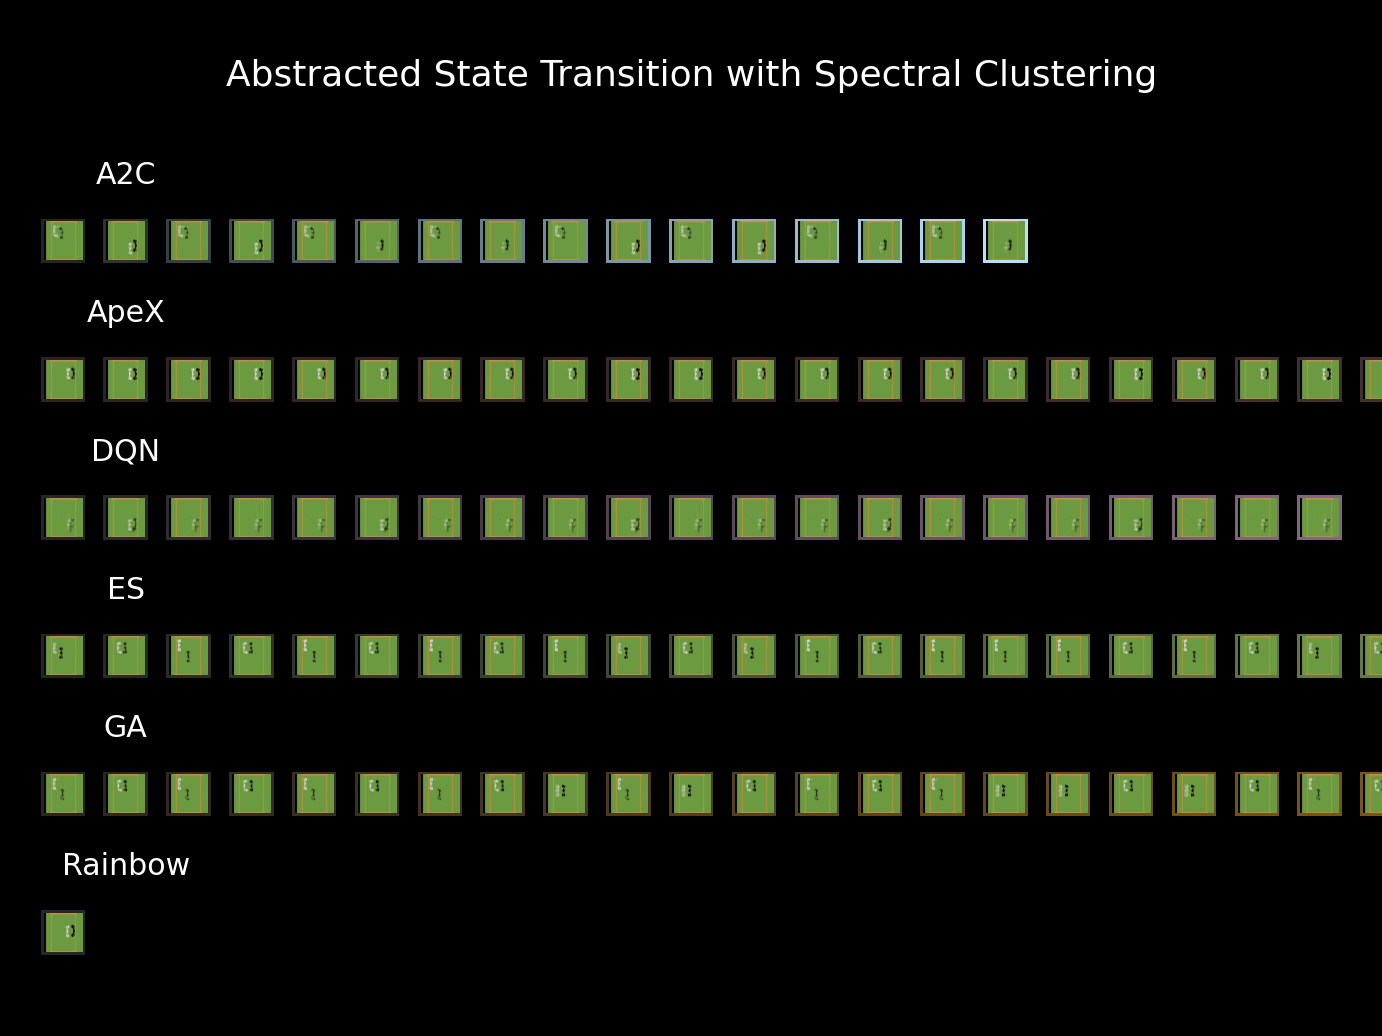 Abstracted State Transition with Spectral Clustering
A2C
ApeX
DQN
ES
GA
Rainbow